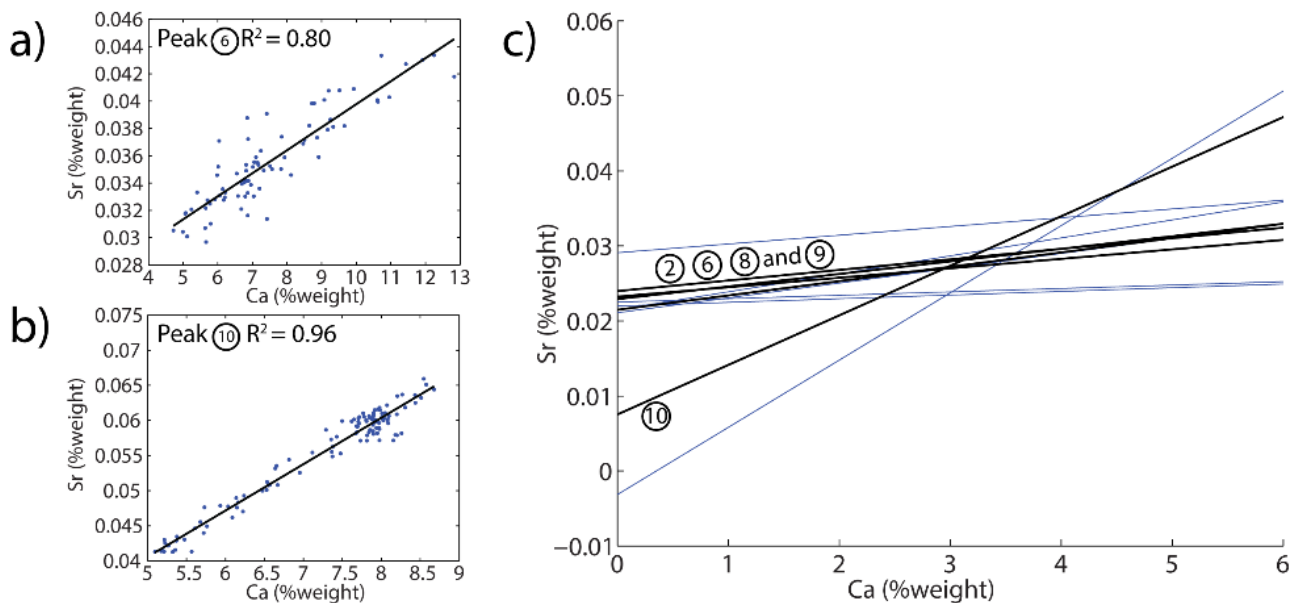 a)
Peak 6 R² = 0.80
0.046
0.044
0.042
0.04
0.038
0.036
0.034
0.032
0.03
0.028
Sr (%weight)
4 5 6 7 8 9 10 11 12 13
Ca (%weight)
b)
Peak 10 R² = 0.96
0.075
0.07
0.065
0.06
0.055
0.05
0.045
0.04
Sr (%weight)
5 5.5 6 6.5 7 7.5 8 8.5 9
Ca (%weight)
c)
0.06
0.05
0.04
0.03
0.02
0.01
0
−0.01
Sr (%weight)
2 6 8 and 9
10
0 1 2 3 4 5 6
Ca (%weight)